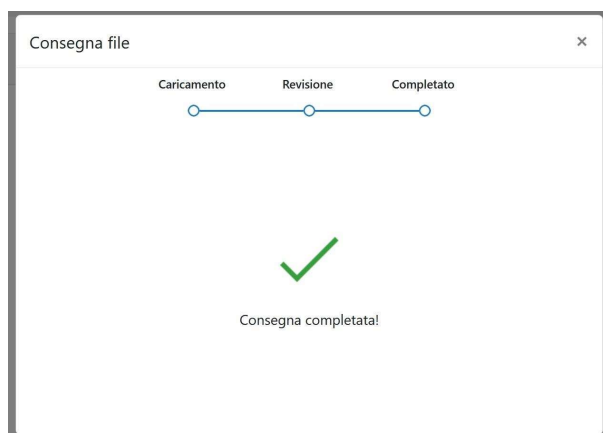 Consegna file
Caricamento Revisione Completato
Consegna completata!